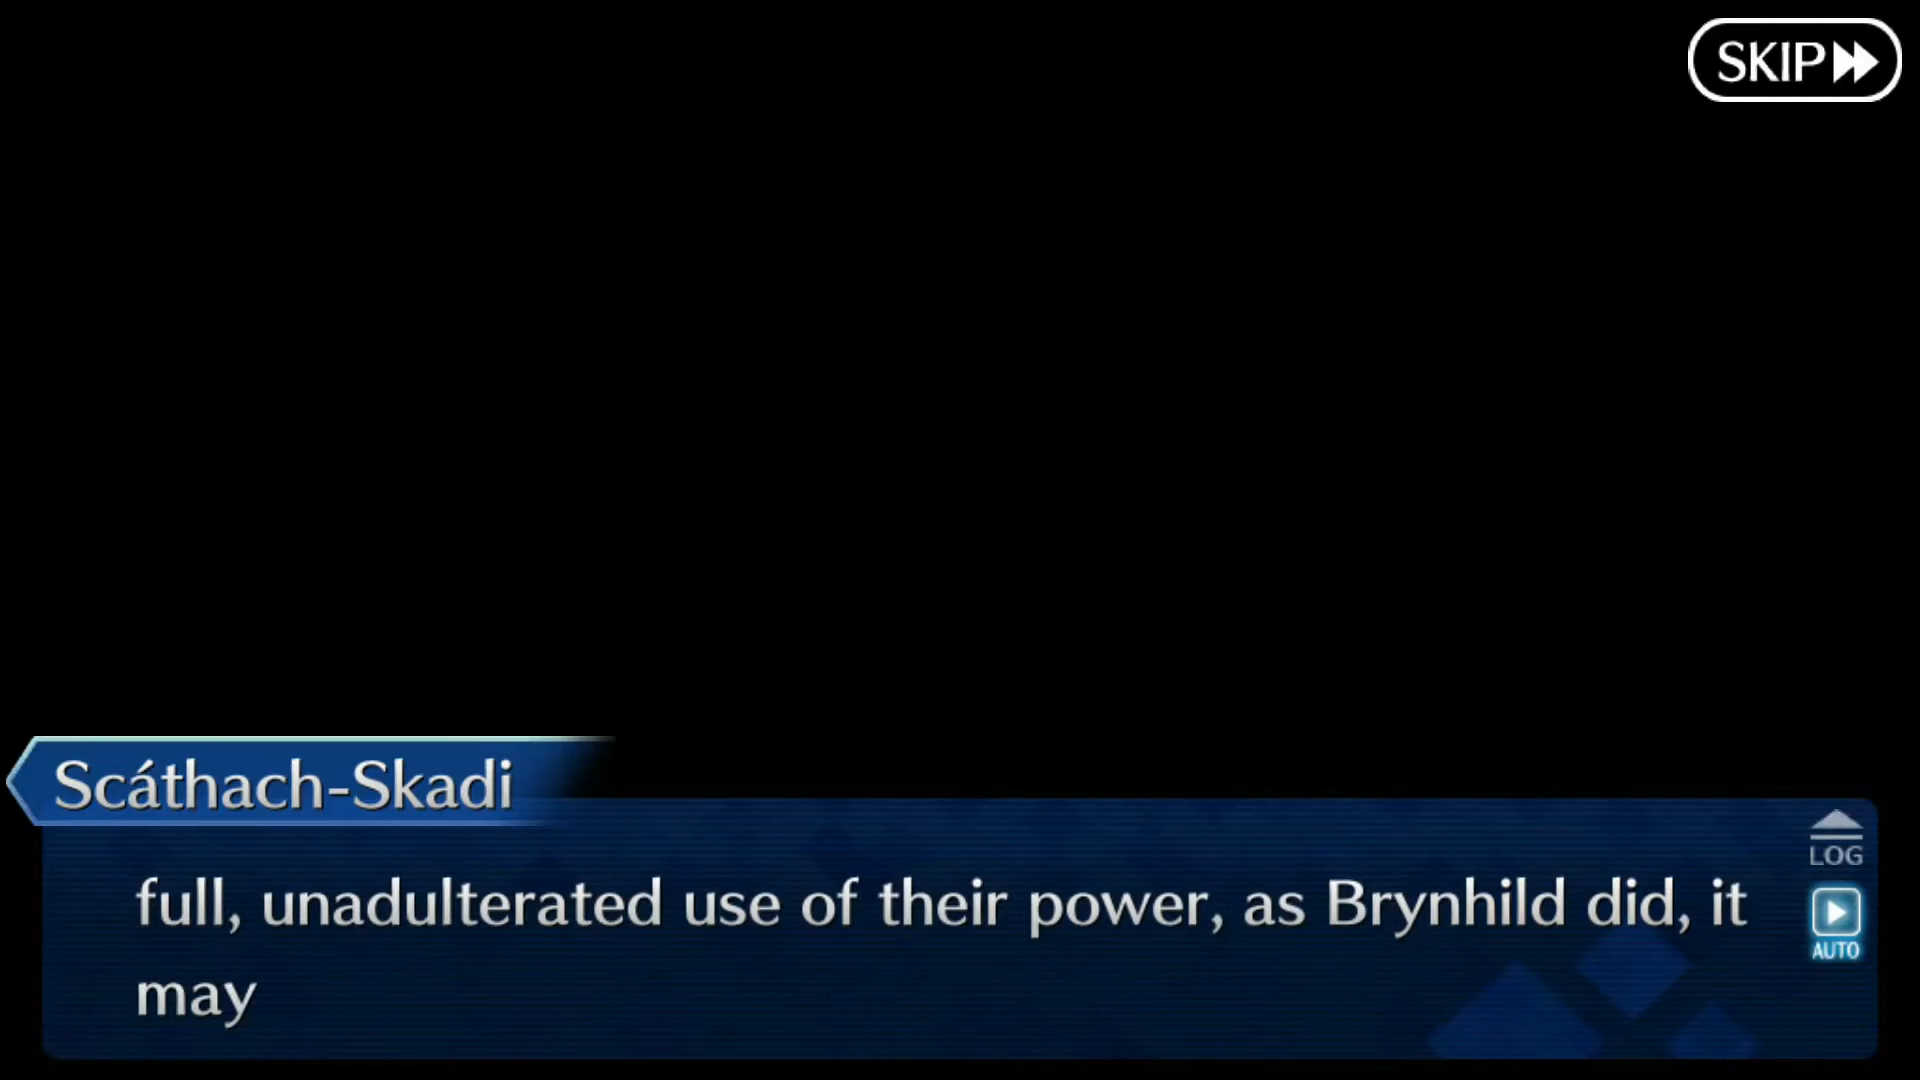 SKIP
Scáthach-Skadi
LOG
full, unadulterated use of their power, as Brynhild did, it
may
AUTO